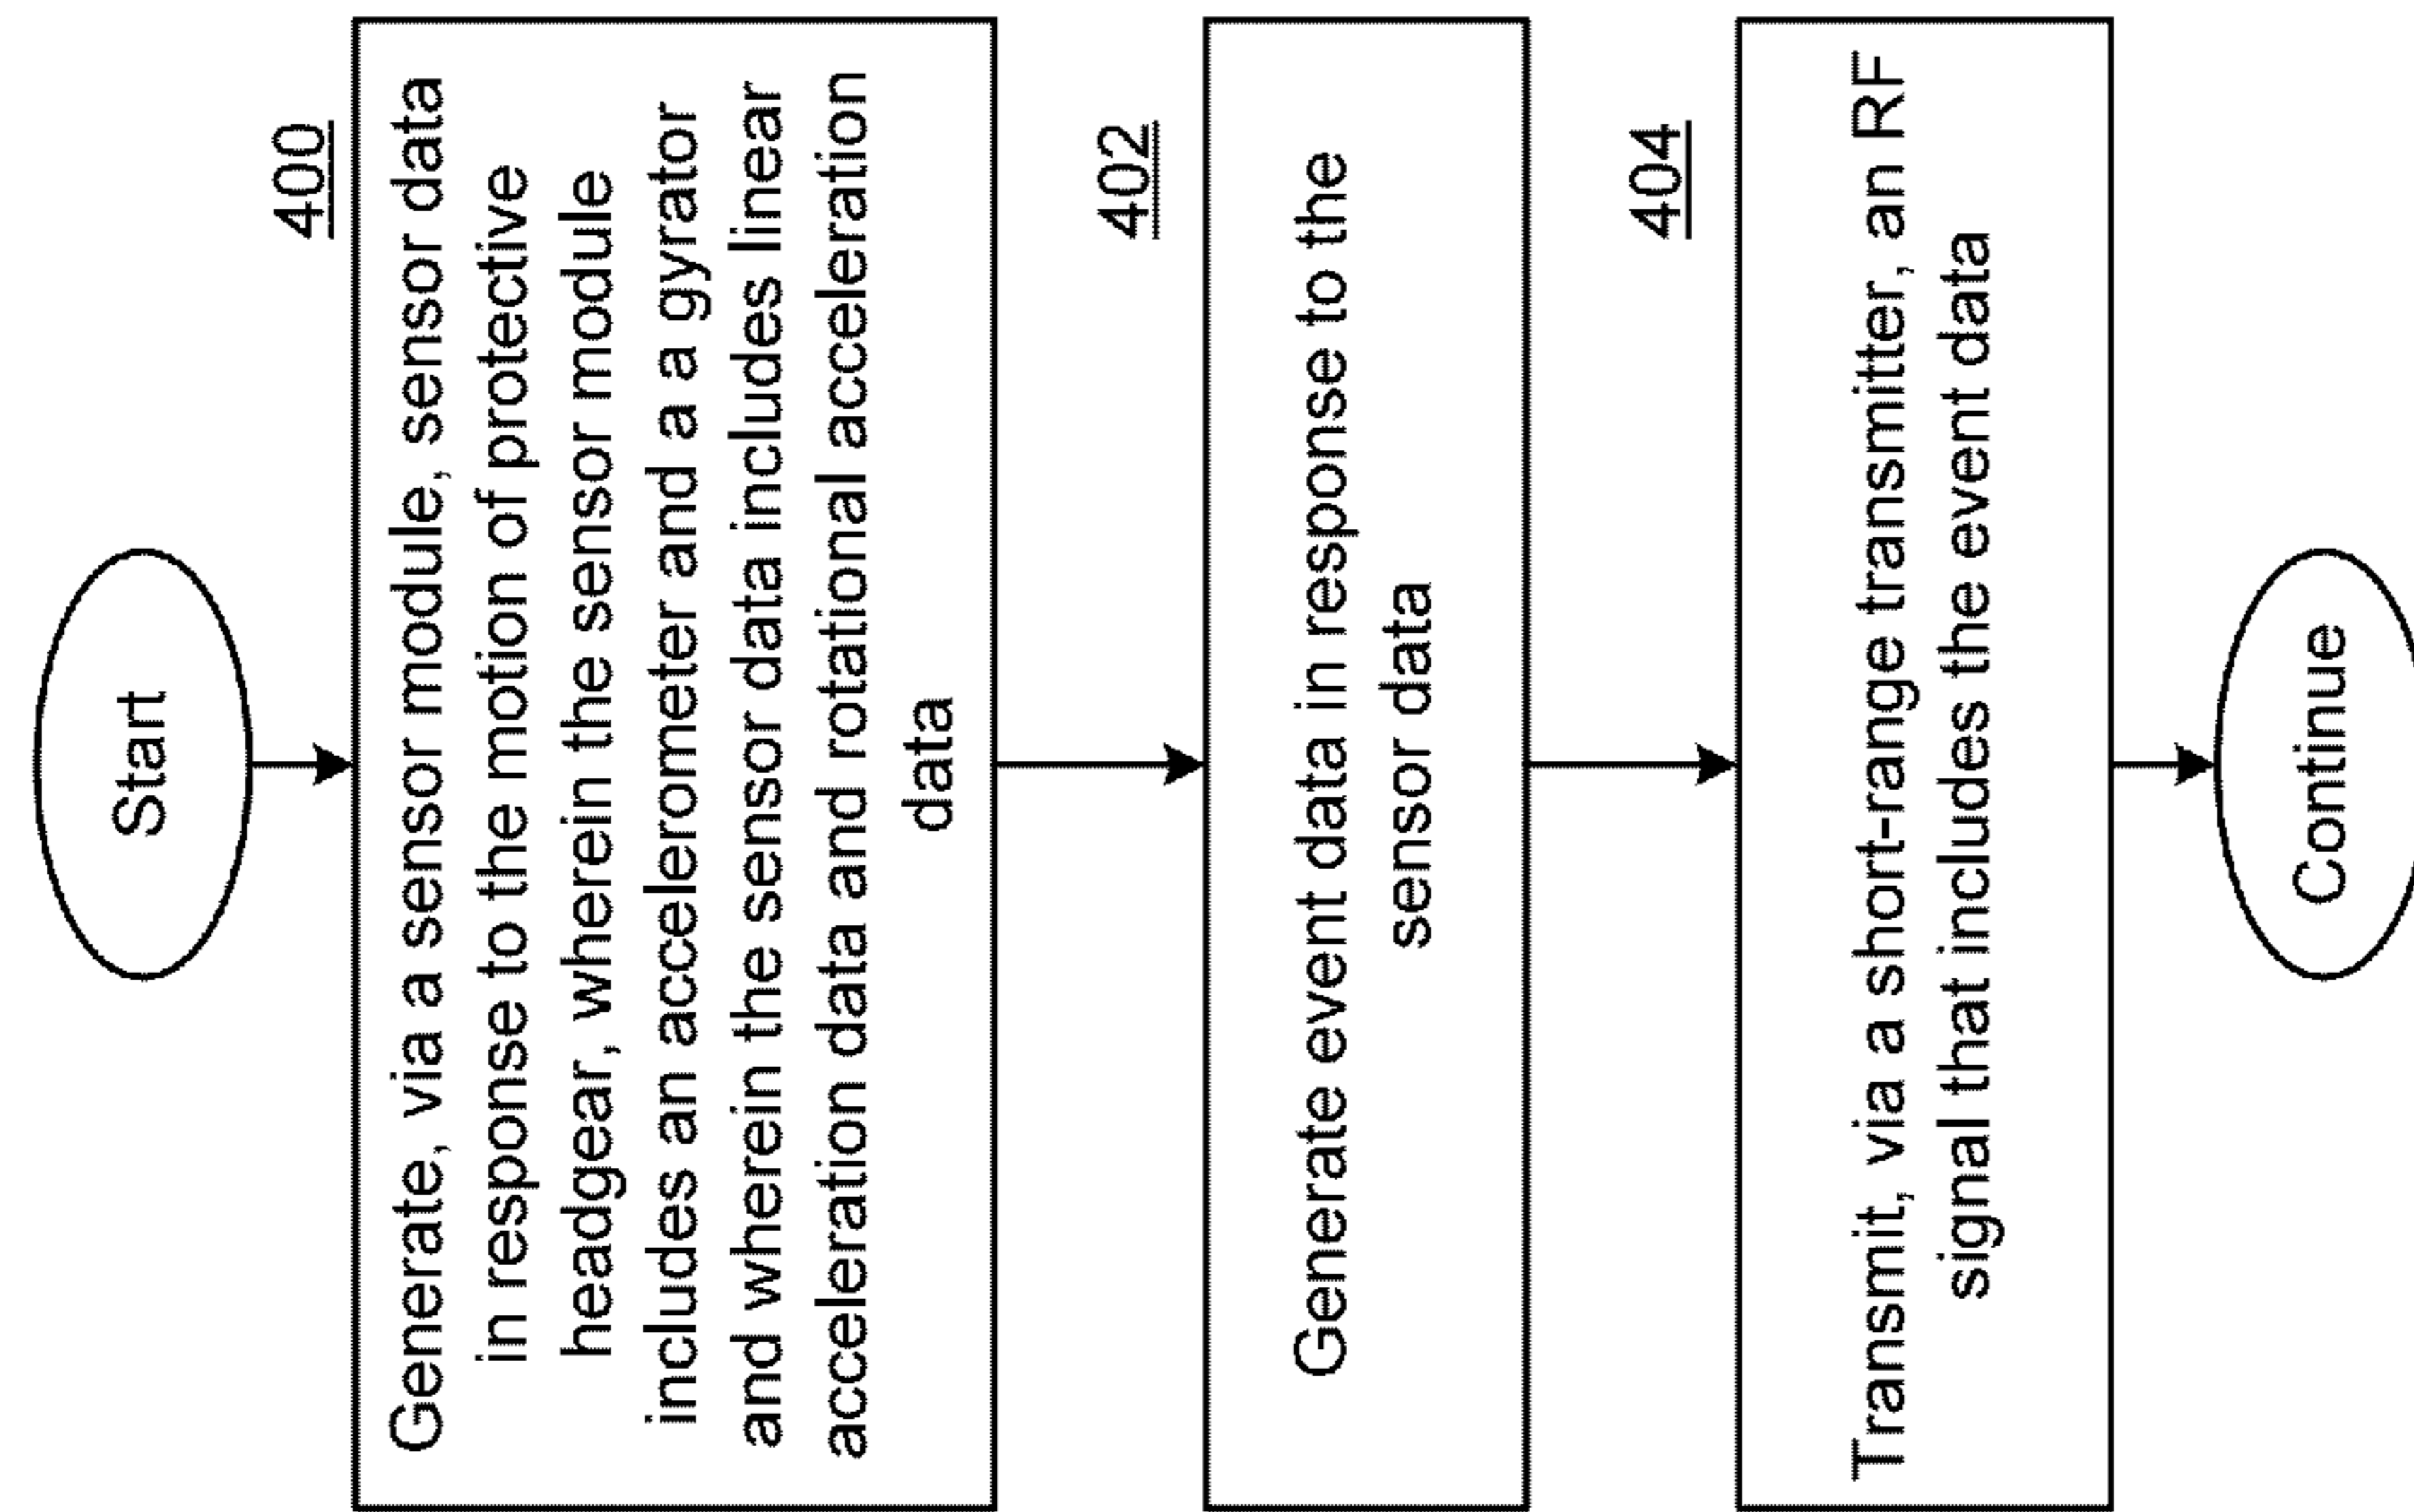 Start
400
Generate, via a sensor module, sensor data
in response to the motion of protective
headgear, wherein the sensor module
includes an accelerometer and a a gyrator
and wherein the sensor data includes linear
acceleration data and rotational acceleration
data
402
Generate event data in response to the
sensor data
404
Transmit, via a short-range transmitter, an RF
signal that includes the event data
Continue